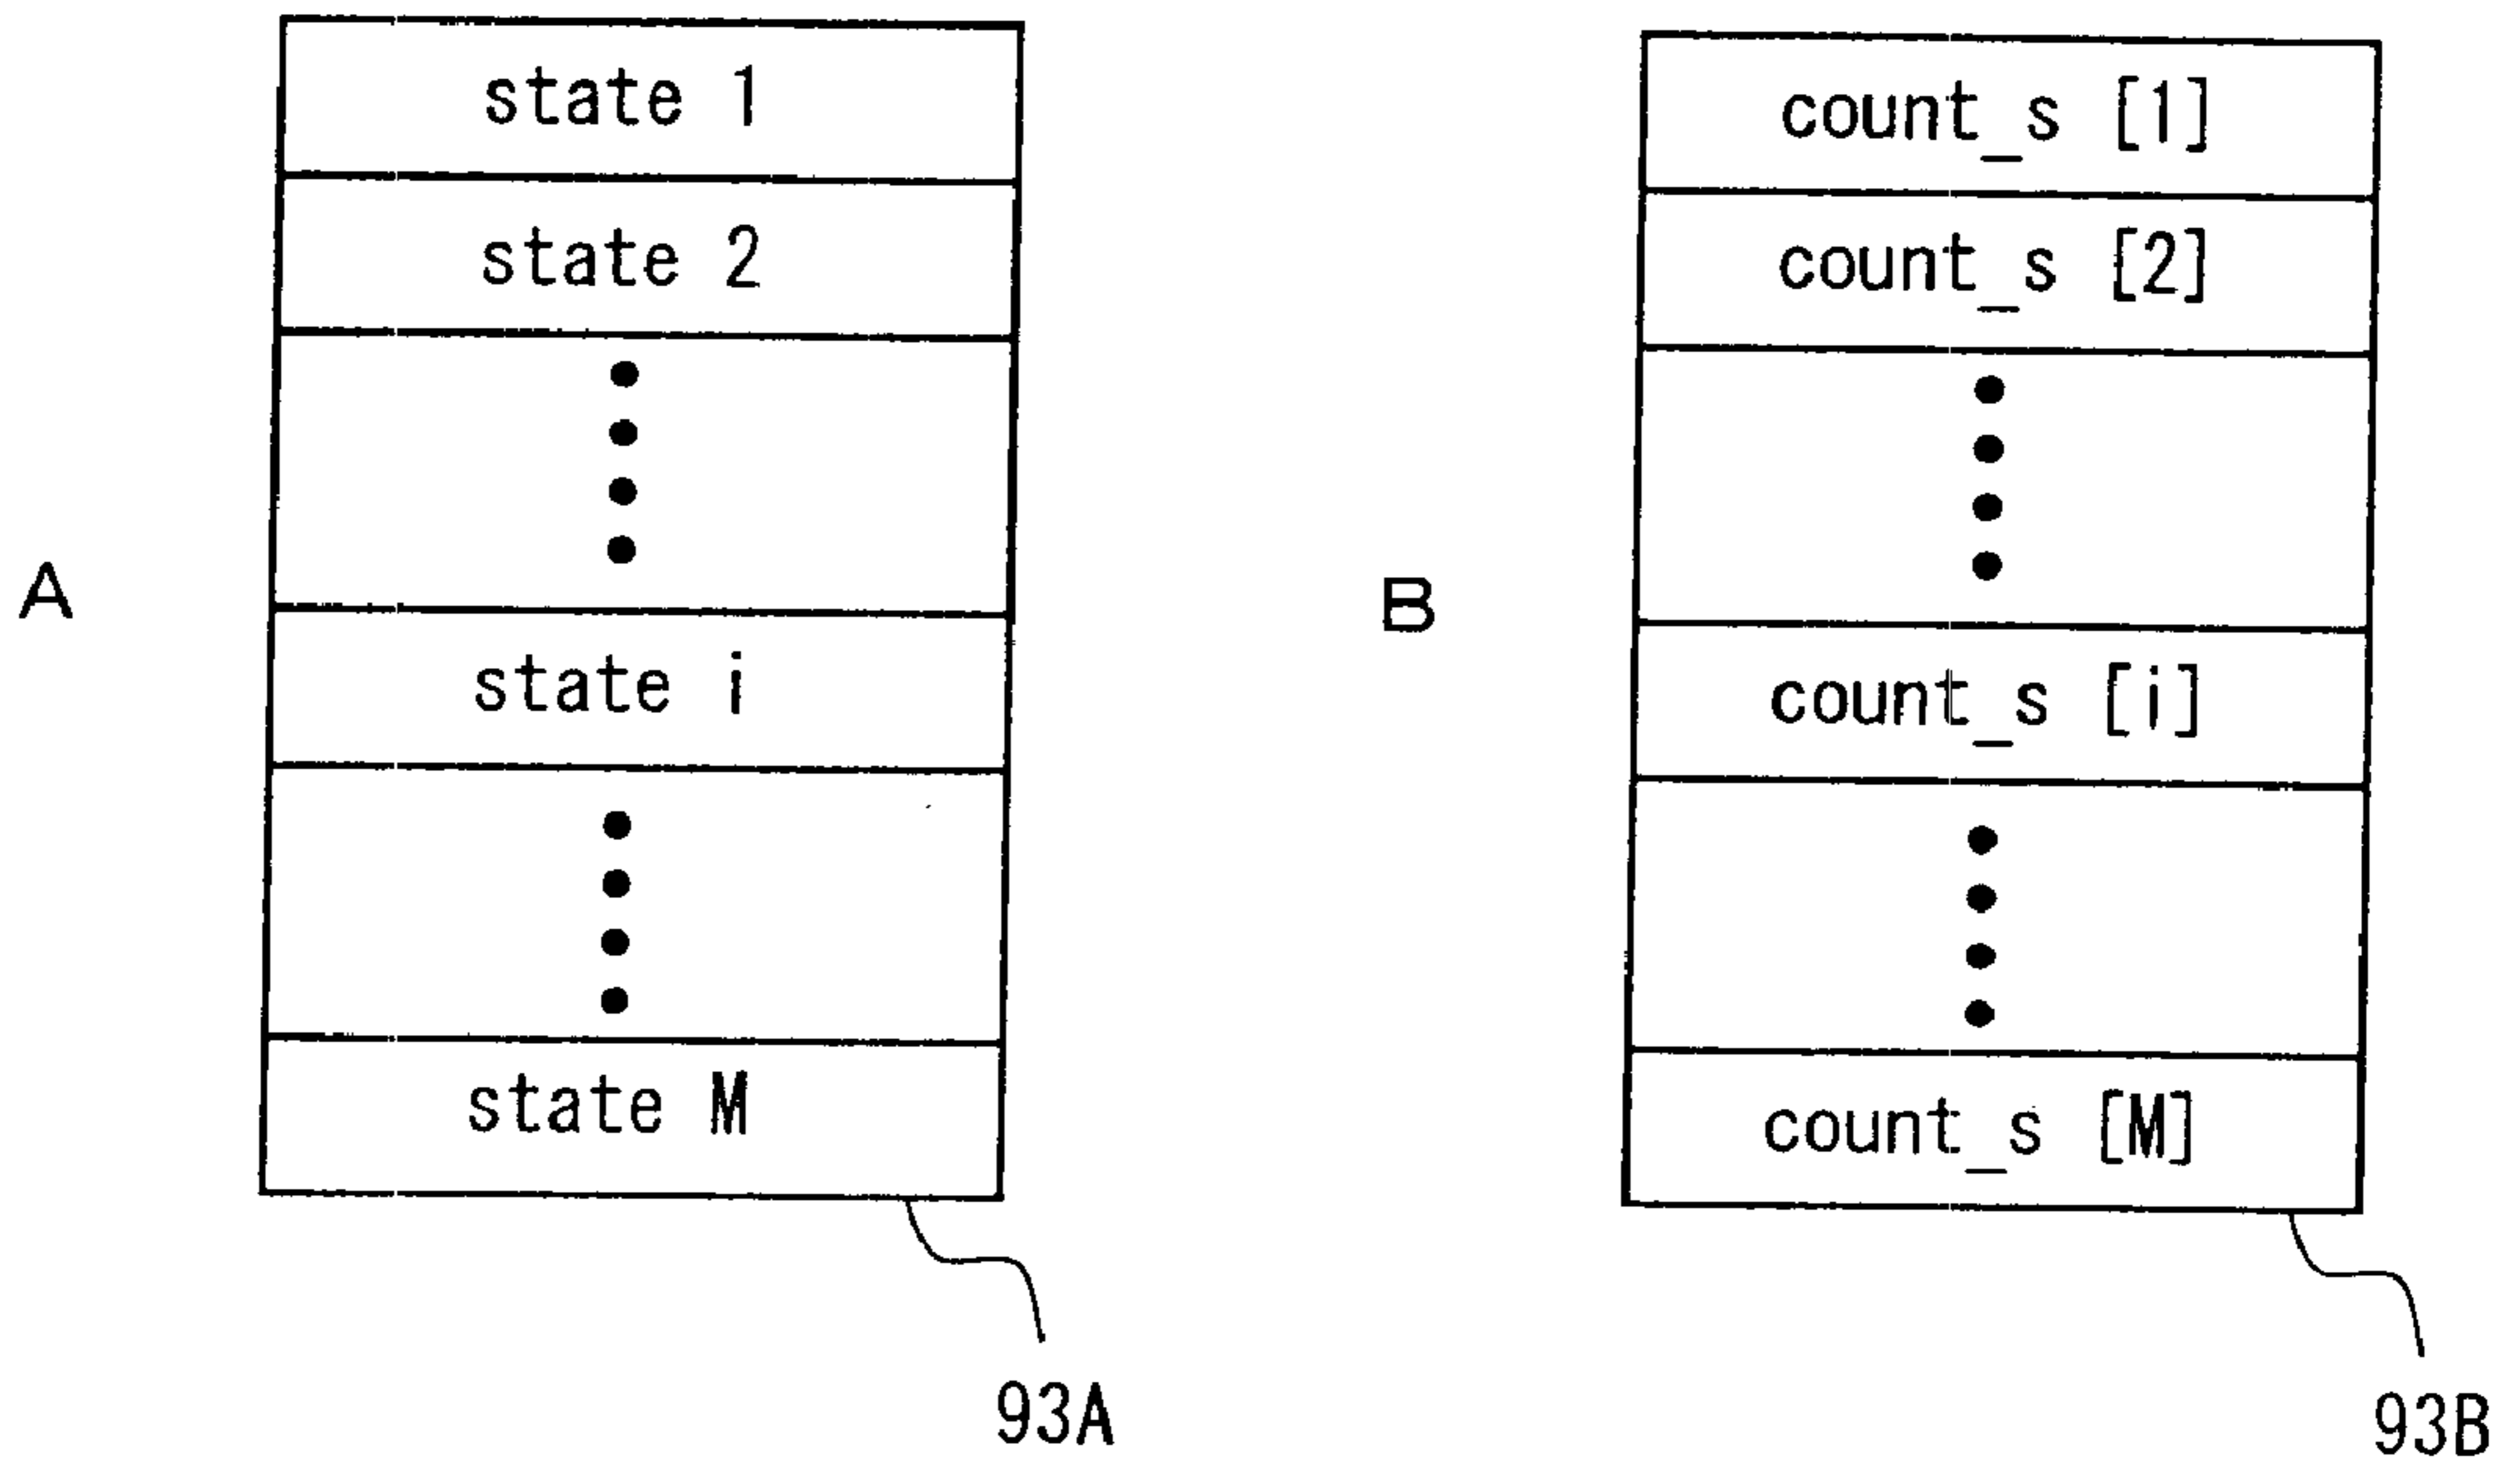 A
state 1
state 2
state i
state M
93A
B
count_s [1]
count_s [2]
count_s [i]
count_s [M]
93B